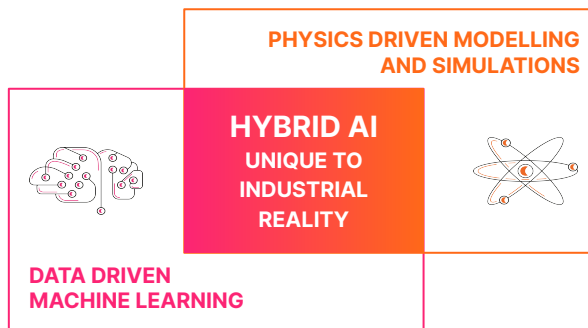 PHYSICS DRIVEN MODELLING
AND SIMULATIONS
HYBRID AI
UNIQUE TO
INDUSTRIAL
REALITY
DATA DRIVEN
MACHINE LEARNING